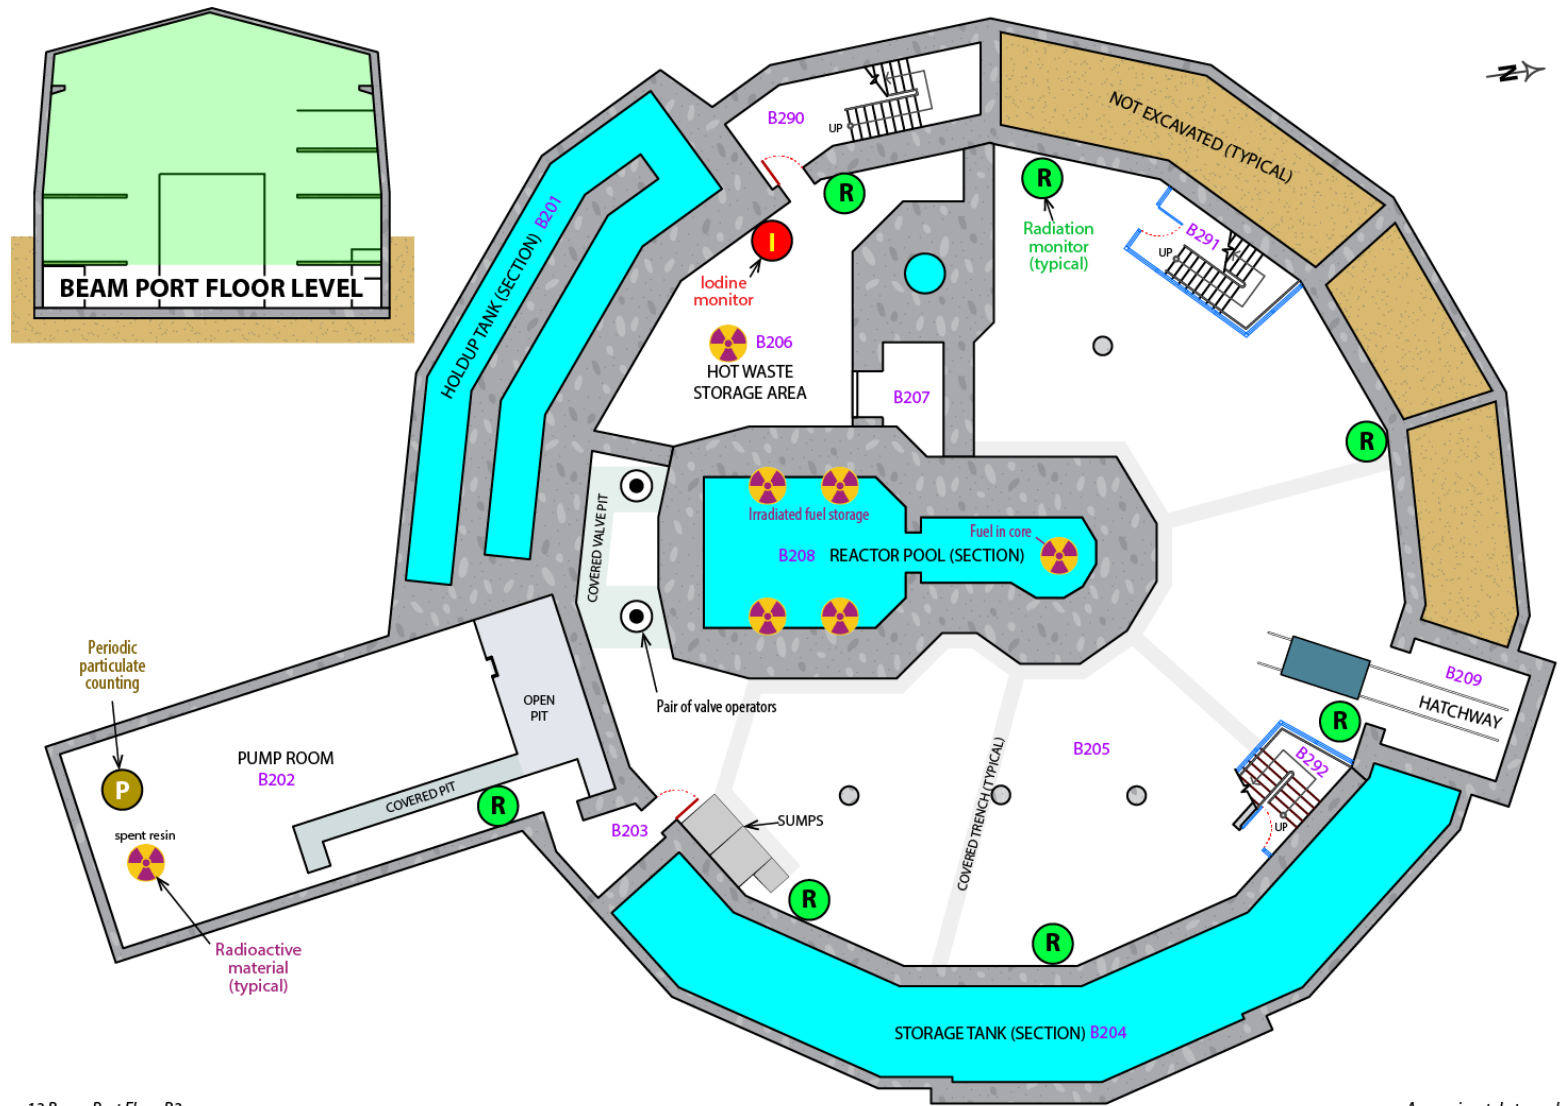 BEAM PORT FLOOR LEVEL
N
B290
UP
NOT EXCAVATED (TYPICAL)
R
R
Radiation
monitor
(typical)
B291
UP
HOLDUP TANK (SECTION) B201
I
Iodine
monitor
B206
HOT WASTE
STORAGE AREA
B207
R
COVERED VALVE PIT
Irradiated fuel storage
Fuel in core
B208 REACTOR POOL (SECTION)
Periodic
particulate
counting
OPEN
PIT
Pair of valve operators
B209
HATCHWAY
R
PUMP ROOM
B202
P
COVERED PIT
R
B205
B292
UP
spent resin
B203
SUMPS
COVERED TRENCH (TYPICAL)
R
R
Radioactive
material
(typical)
STORAGE TANK (SECTION) B204